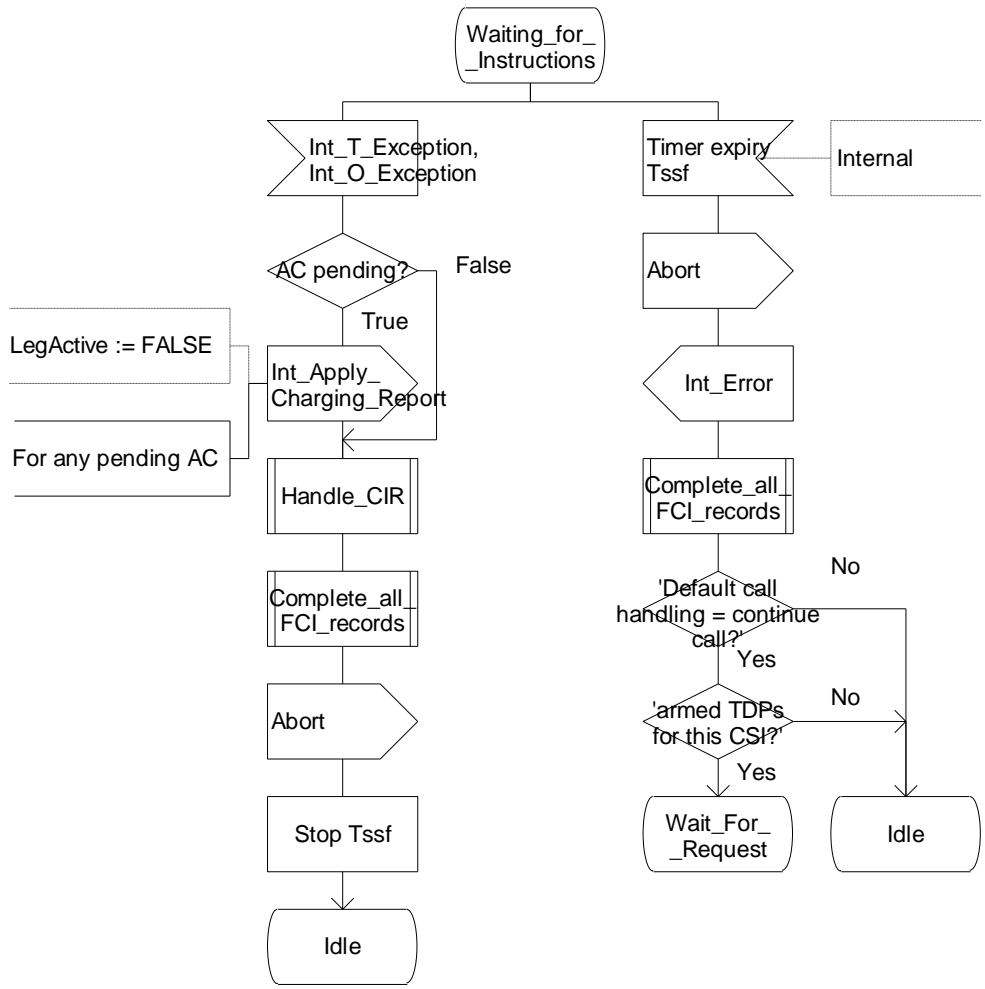 Waiting_for_
_Instructions
Int_T_Exception,
Int_O_Exception
Timer expiry
Tssf
Internal
AC pending?
False
Abort
True
LegActive := FALSE
Int_Apply_
Charging_Report
Int_Error
For any pending AC
Handle_CIR
Complete_all_
FCI_records
No
Complete_all_
FCI_records
'Default call
handling = continue
call?'
Yes
Abort
'armed TDPs
for this CSI?'
No
Yes
Stop Tssf
Wait_For_
_Request
Idle
Idle